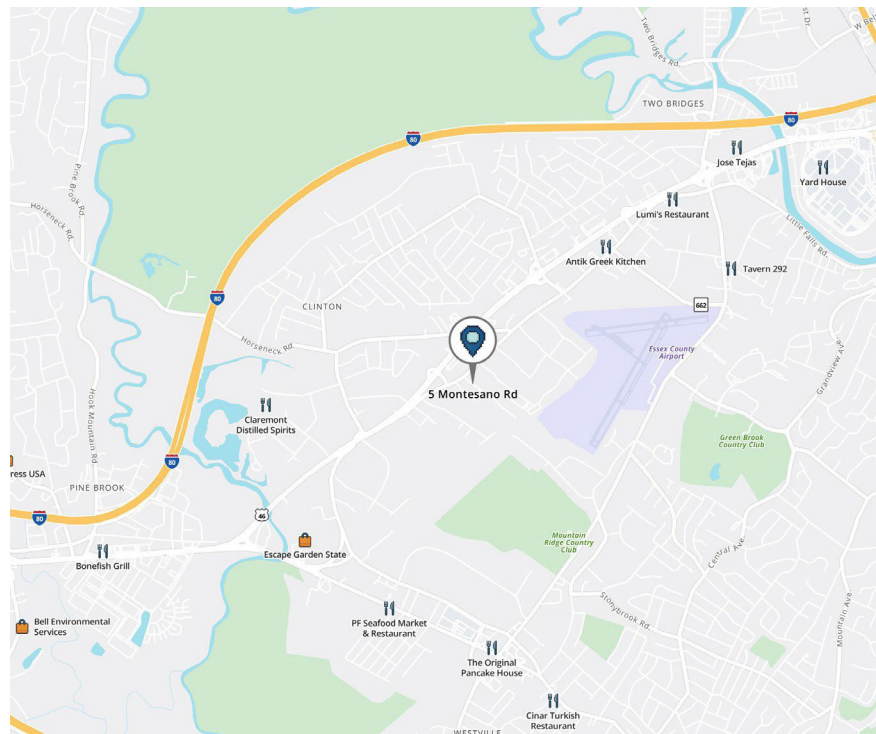 Two Bridges Rd.
Two Bridges Rd.
TWO BRIDGES
80
80
Jose Tejas
Yard House
Pine Brook Rd.
Horseneck Rd.
Lumi's Restaurant
Little Falls Rd.
Antik Greek Kitchen
Tavern 292
80
CLINTON
662
Horseneck Rd.
Essex County
Airport
Grandview Ave
5 Montesano Rd
Hook Mountain Rd.
Claremont
Distilled Spirits
Green Brook
Country Club
80
ress USA
PINE BROOK
80
46
Mountain
Ridge Country
Club
Central Ave
Escape Garden State
Bonefish Grill
Stonybrook Rd.
Mountain Ave
Bell Environmental
Services
PF Seafood Market
& Restaurant
The Original
Pancake House
Cinar Turkish
Restaurant
WESTVILLE